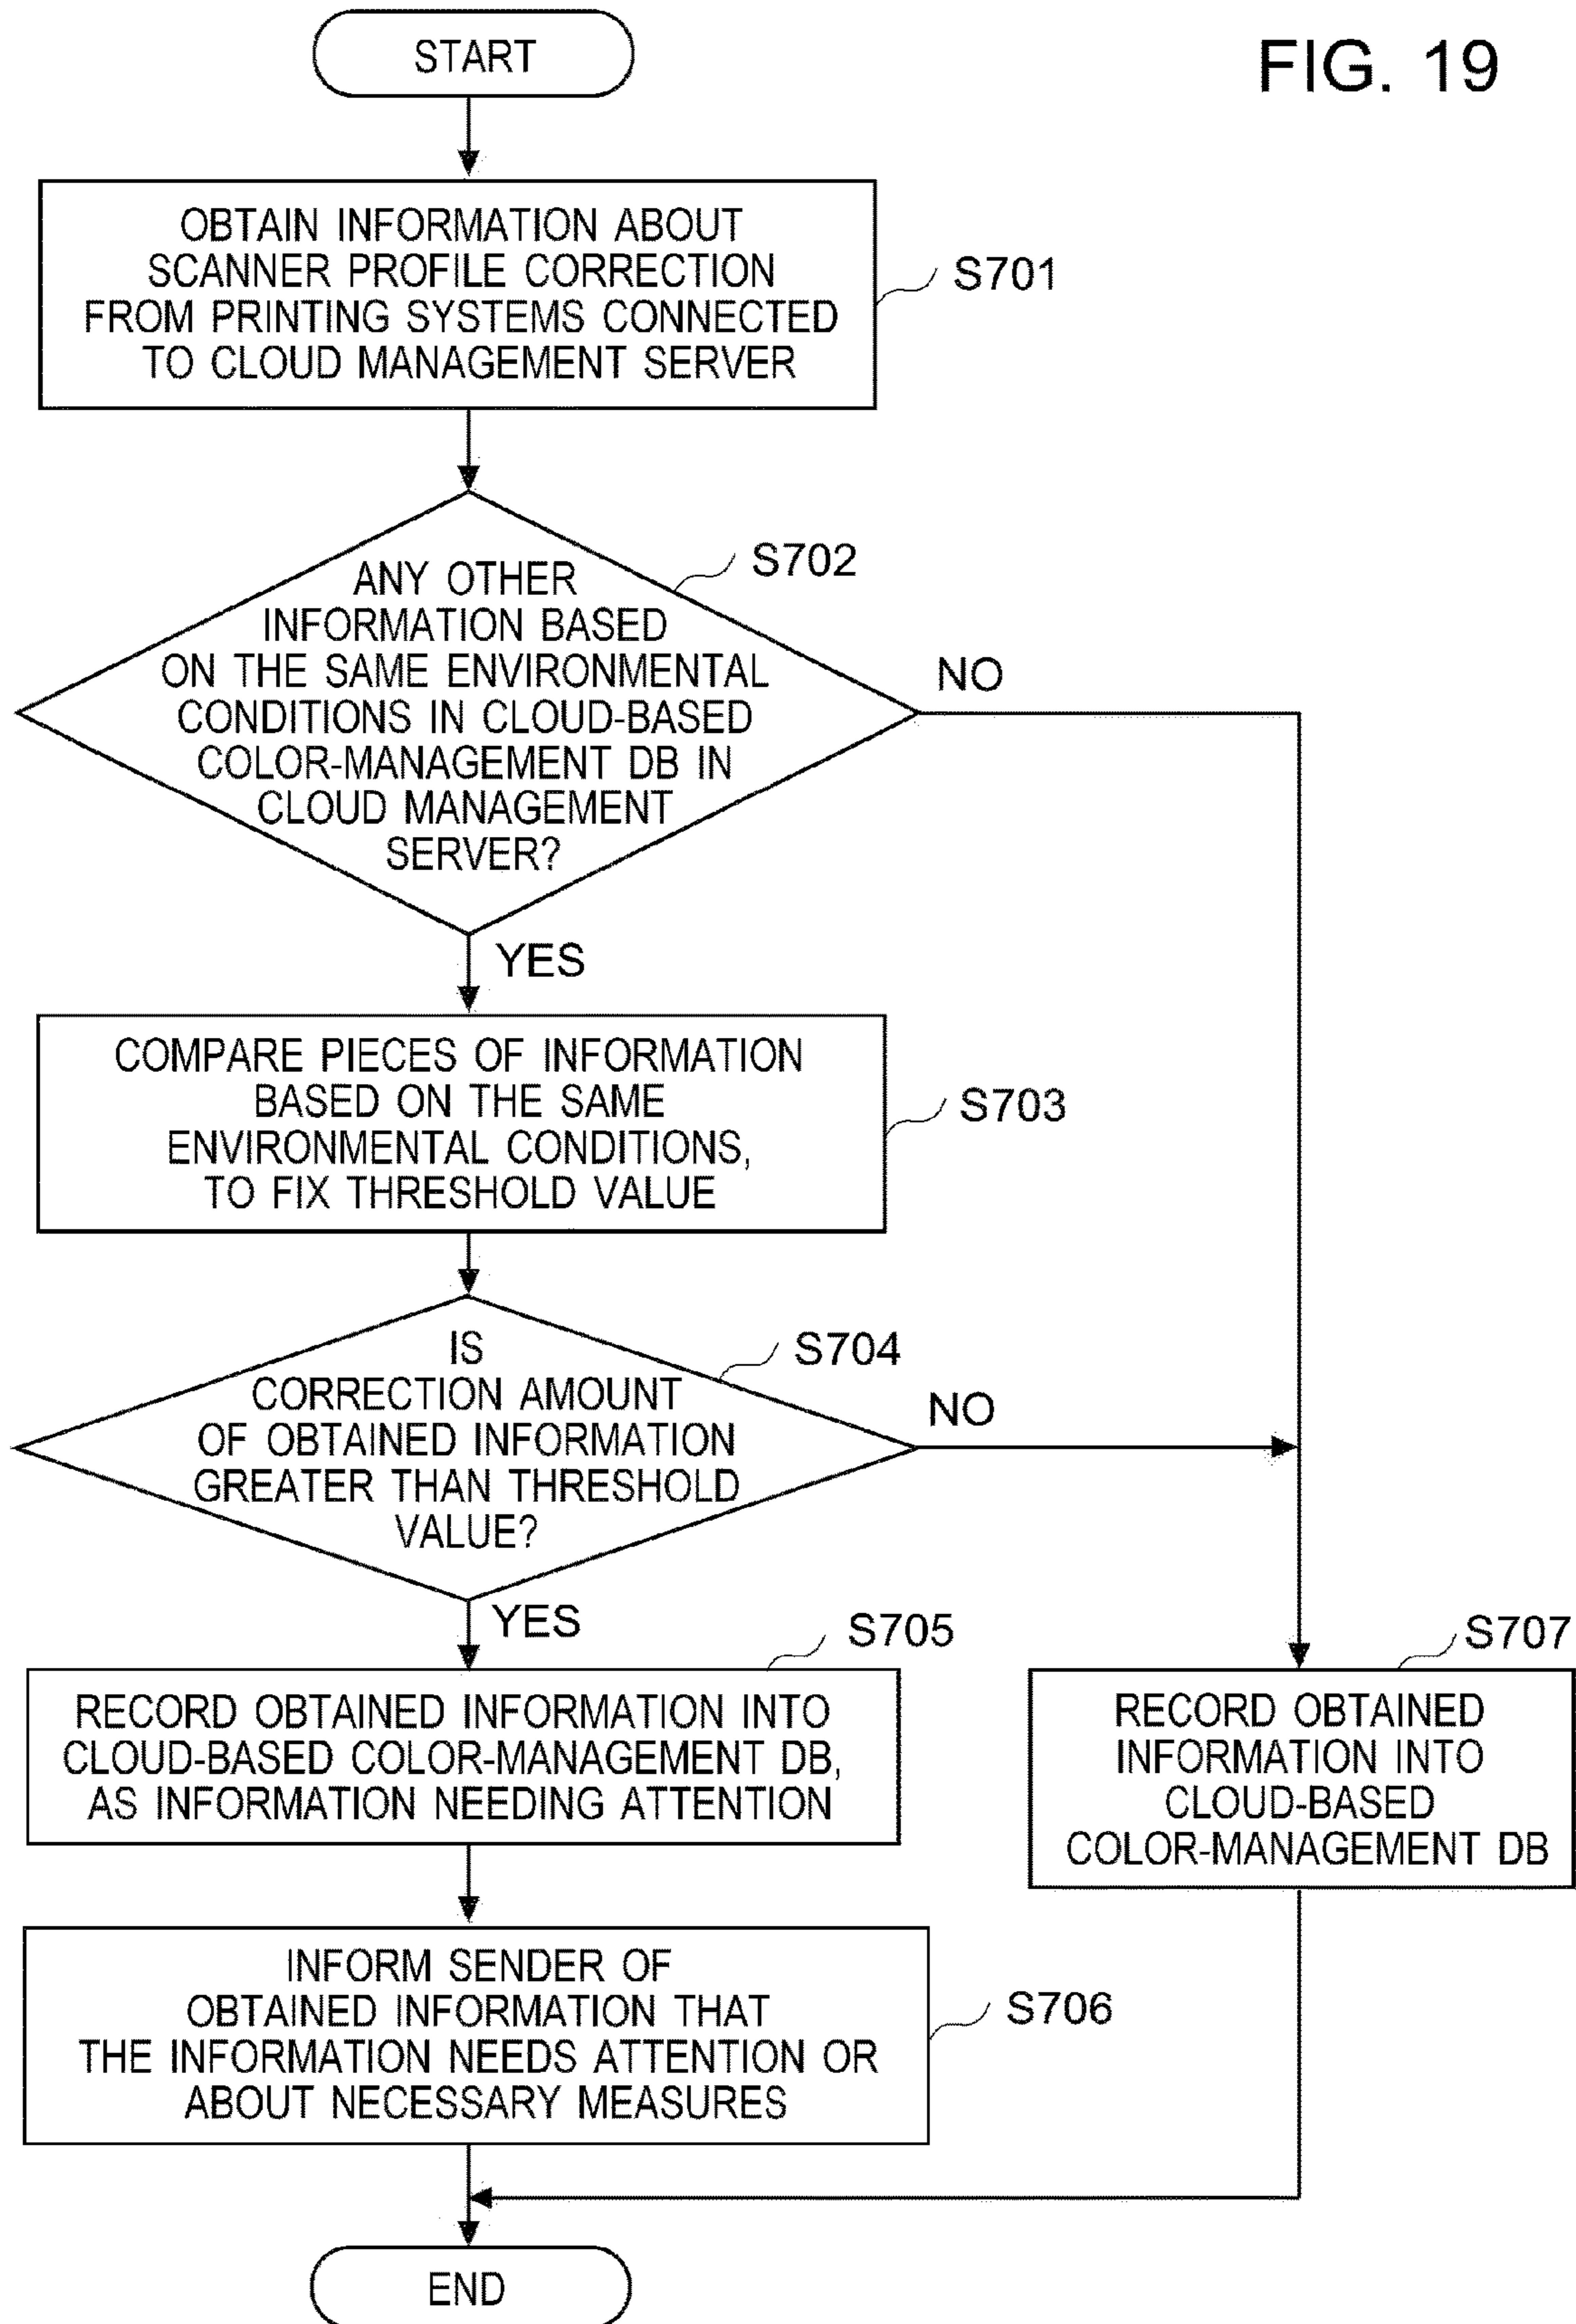 FIG. 19
START
OBTAIN INFORMATION ABOUT
SCANNER PROFILE CORRECTION
FROM PRINTING SYSTEMS CONNECTED
TO CLOUD MANAGEMENT SERVER
S701
S702
ANY OTHER
INFORMATION BASED
ON THE SAME ENVIRONMENTAL
CONDITIONS IN CLOUD-BASED
COLOR-MANAGEMENT DB IN
CLOUD MANAGEMENT
SERVER?
NO
YES
COMPARE PIECES OF INFORMATION
BASED ON THE SAME
ENVIRONMENTAL CONDITIONS,
TO FIX THRESHOLD VALUE
S703
S704
IS
CORRECTION AMOUNT
OF OBTAINED INFORMATION
GREATER THAN THRESHOLD
VALUE?
NO
YES
S705
RECORD OBTAINED INFORMATION INTO
CLOUD-BASED COLOR-MANAGEMENT DB,
AS INFORMATION NEEDING ATTENTION
S707
RECORD OBTAINED
INFORMATION INTO
CLOUD-BASED
COLOR-MANAGEMENT DB
INFORM SENDER OF
OBTAINED INFORMATION THAT
THE INFORMATION NEEDS ATTENTION OR
ABOUT NECESSARY MEASURES
S706
END